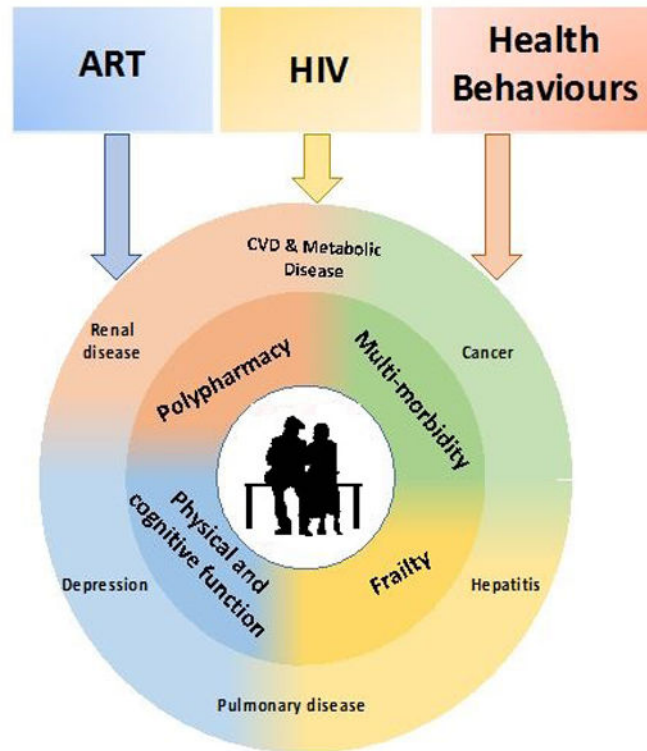 ART
HIV
Health
Behaviours
CVD & Metabolic
Disease
Renal
disease
Polypharmacy
Multi-morbidity
Cancer
Physical and
cognitive function
Frailty
Depression
Hepatitis
Pulmonary disease